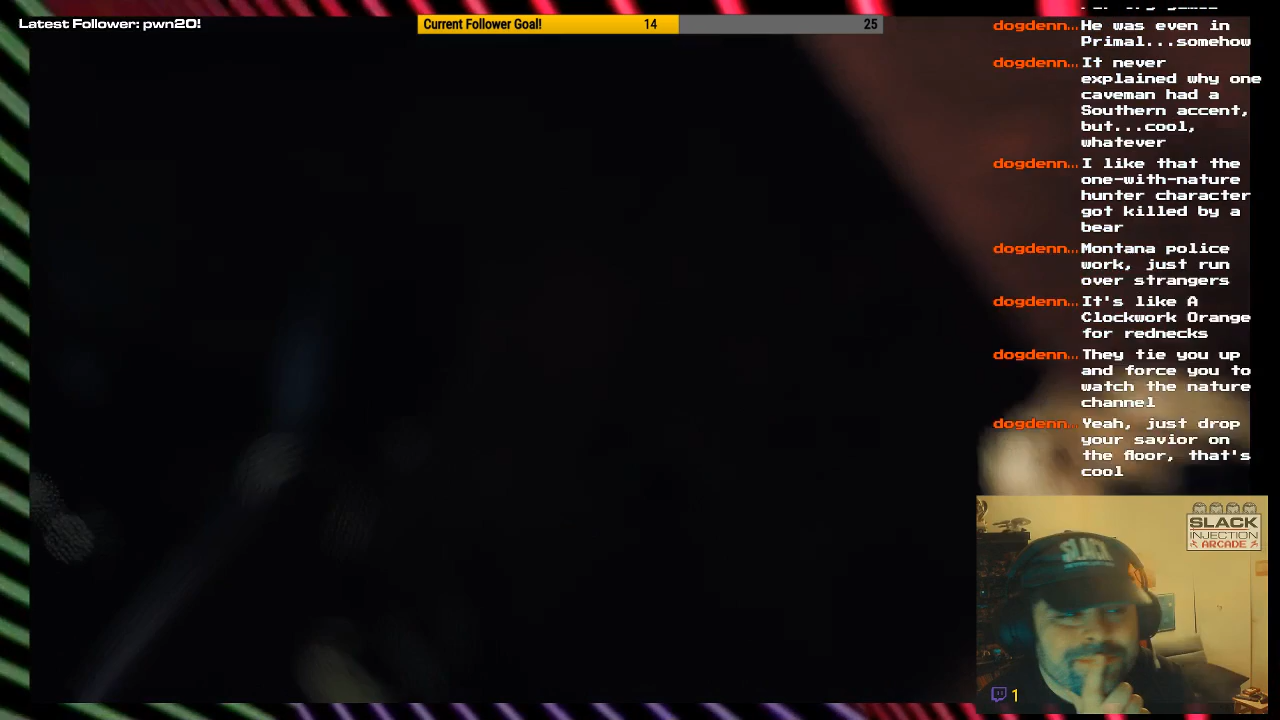 Latest Follower: pwn20!
Current Follower Goal! 14 25
dogdenn... He was even in
Primal...somehow
dogdenn... It never
explained why one
caveman had a
Southern accent,
but...cool,
whatever
dogdenn... I like that the
one-with-nature
hunter character
got killed by a
bear
dogdenn... Montana police
work, just run
over strangers
dogdenn... It's like A
Clockwork Orange
for rednecks
dogdenn... They tie you up
and force you to
watch the nature
channel
dogdenn... Yeah, just drop
your savior on
the floor, that's
cool
SLACK
INJECTION
ARCADE
SLACK
1